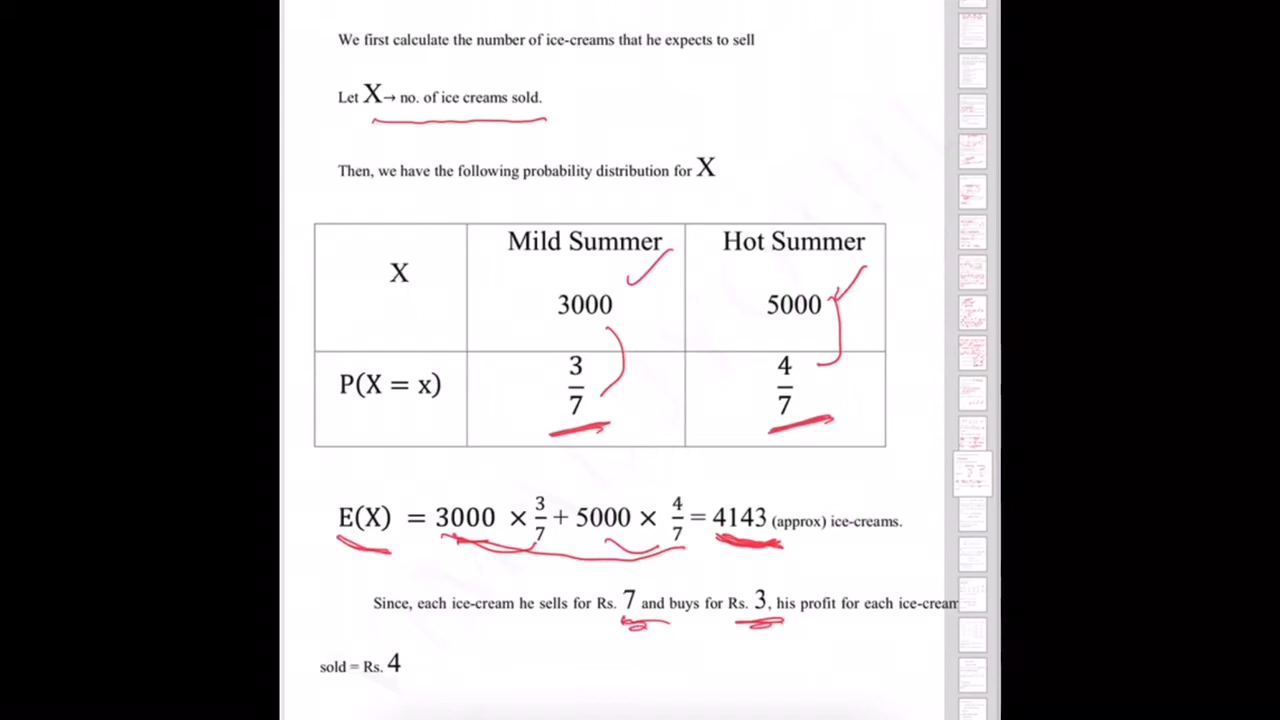 We first calculate the number of ice-creams that he expects to sell
Let X→ no. of ice creams sold.
Then, we have the following probability distribution for X
X
Mild Summer
3000
Hot Summer
5000
P(X = x)
3/7
4/7
E(X) = 3000 × 3/7 + 5000 × 4/7 = 4143 (approx) ice-creams.
Since, each ice-cream he sells for Rs. 7 and buys for Rs. 3, his profit for each ice-cream
sold = Rs. 4